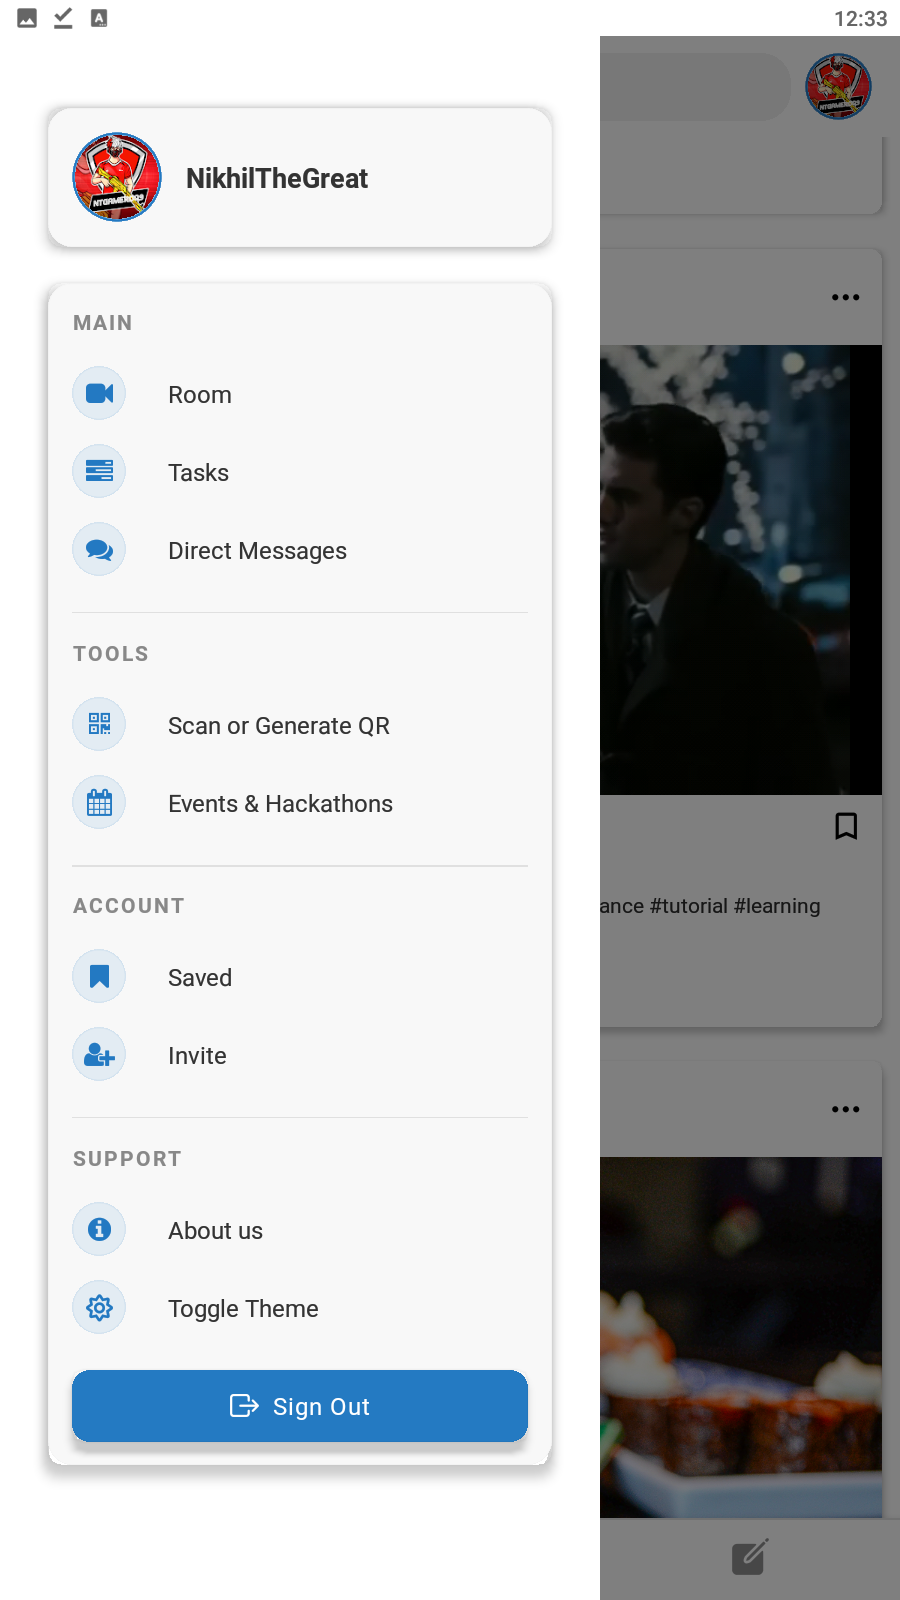 12:33
NikhilTheGreat
MAIN
Room
Tasks
Direct Messages
TOOLS
Scan or Generate QR
Events & Hackathons
ACCOUNT
Saved
ance #tutorial #learning
Invite
SUPPORT
About us
Toggle Theme
Sign Out